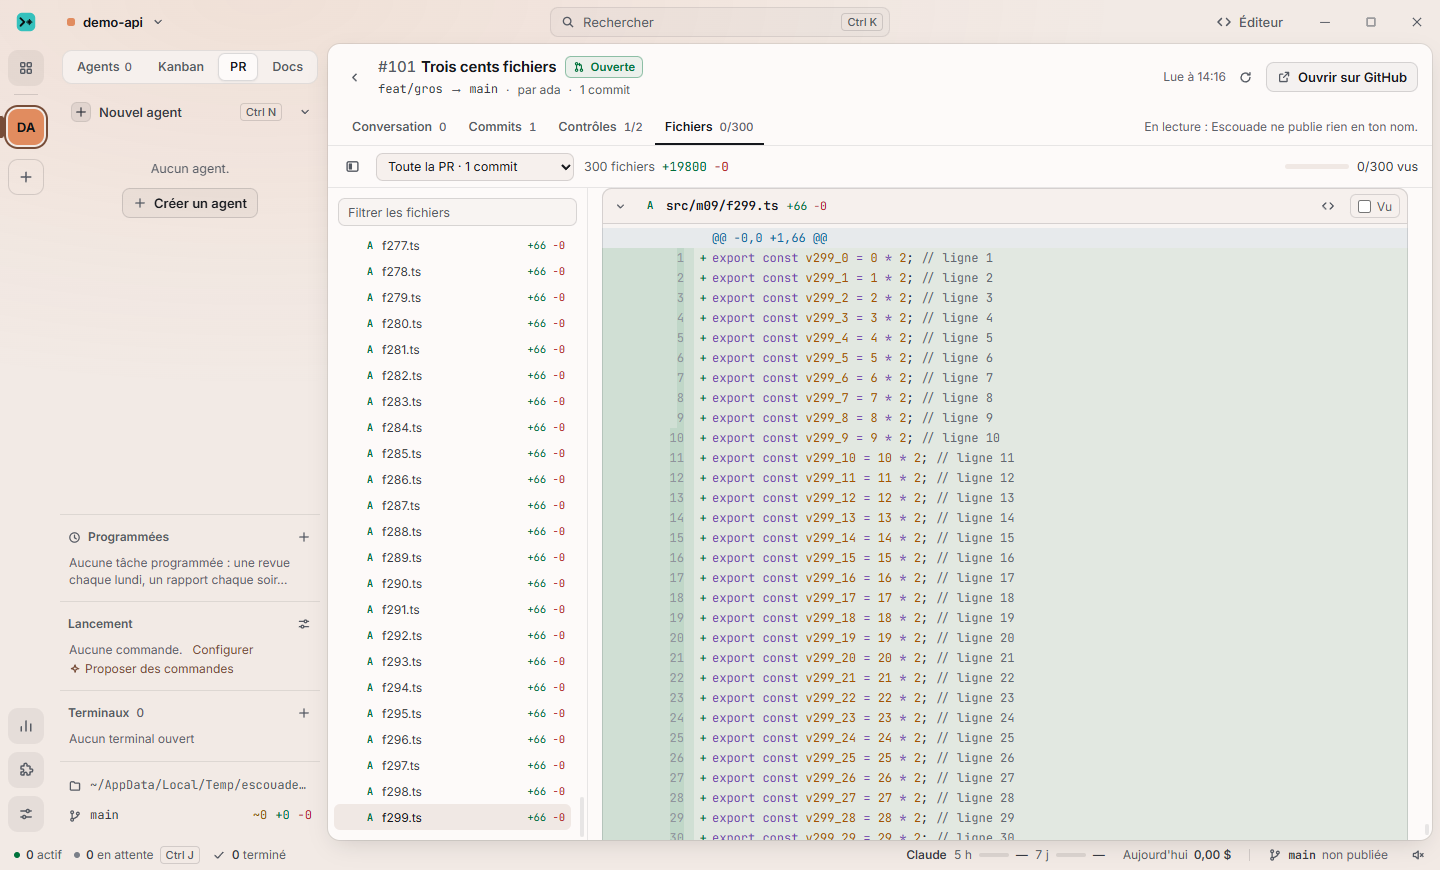 demo-api
Rechercher
Ctrl K
Éditeur
Agents 0
Kanban
PR
Docs
DA
Nouvel agent
Ctrl N
Aucun agent.
Créer un agent
Programmées
Aucune tâche programmée : une revue
chaque lundi, un rapport chaque soir...
Lancement
Aucune commande. Configurer
Proposer des commandes
Terminaux 0
Aucun terminal ouvert
~/AppData/Local/Temp/escouade…
main ~0 +0 -0
#101 Trois cents fichiers
Ouverte
feat/gros → main · par ada · 1 commit
Lue à 14:16
Ouvrir sur GitHub
Conversation 0
Commits 1
Contrôles 1/2
Fichiers 0/300
En lecture : Escouade ne publie rien en ton nom.
Toute la PR · 1 commit
300 fichiers +19800 -0
0/300 vus
Filtrer les fichiers
A f277.ts +66 -0
A f278.ts +66 -0
A f279.ts +66 -0
A f280.ts +66 -0
A f281.ts +66 -0
A f282.ts +66 -0
A f283.ts +66 -0
A f284.ts +66 -0
A f285.ts +66 -0
A f286.ts +66 -0
A f287.ts +66 -0
A f288.ts +66 -0
A f289.ts +66 -0
A f290.ts +66 -0
A f291.ts +66 -0
A f292.ts +66 -0
A f293.ts +66 -0
A f294.ts +66 -0
A f295.ts +66 -0
A f296.ts +66 -0
A f297.ts +66 -0
A f298.ts +66 -0
A f299.ts +66 -0
A src/m09/f299.ts +66 -0
Vu
@@ -0,0 +1,66 @@
1 + export const v299_0 = 0 * 2; // ligne 1
2 + export const v299_1 = 1 * 2; // ligne 2
3 + export const v299_2 = 2 * 2; // ligne 3
4 + export const v299_3 = 3 * 2; // ligne 4
5 + export const v299_4 = 4 * 2; // ligne 5
6 + export const v299_5 = 5 * 2; // ligne 6
7 + export const v299_6 = 6 * 2; // ligne 7
8 + export const v299_7 = 7 * 2; // ligne 8
9 + export const v299_8 = 8 * 2; // ligne 9
10 + export const v299_9 = 9 * 2; // ligne 10
11 + export const v299_10 = 10 * 2; // ligne 11
12 + export const v299_11 = 11 * 2; // ligne 12
13 + export const v299_12 = 12 * 2; // ligne 13
14 + export const v299_13 = 13 * 2; // ligne 14
15 + export const v299_14 = 14 * 2; // ligne 15
16 + export const v299_15 = 15 * 2; // ligne 16
17 + export const v299_16 = 16 * 2; // ligne 17
18 + export const v299_17 = 17 * 2; // ligne 18
19 + export const v299_18 = 18 * 2; // ligne 19
20 + export const v299_19 = 19 * 2; // ligne 20
21 + export const v299_20 = 20 * 2; // ligne 21
22 + export const v299_21 = 21 * 2; // ligne 22
23 + export const v299_22 = 22 * 2; // ligne 23
24 + export const v299_23 = 23 * 2; // ligne 24
25 + export const v299_24 = 24 * 2; // ligne 25
26 + export const v299_25 = 25 * 2; // ligne 26
27 + export const v299_26 = 26 * 2; // ligne 27
28 + export const v299_27 = 27 * 2; // ligne 28
29 + export const v299_28 = 28 * 2; // ligne 29
30 + export const v299_29 = 29 * 2; // ligne 30
0 actif
0 en attente
Ctrl J
0 terminé
Claude 5 h — 7 j —
Aujourd'hui 0,00 $
main non publiée